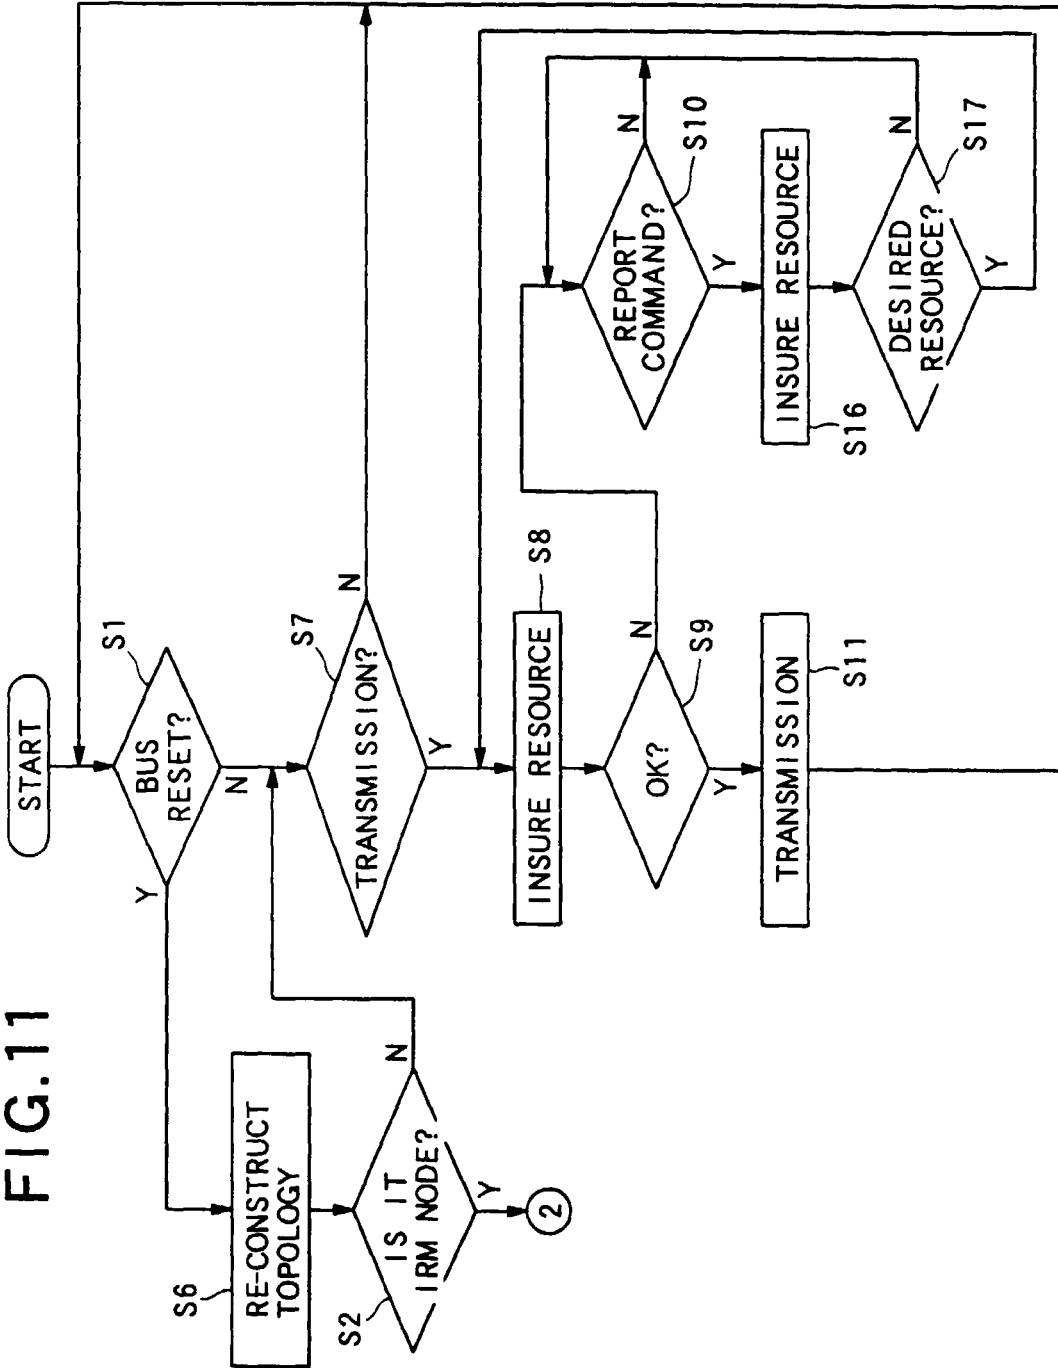 FIG.11
START
BUS
RESET?
S1
Y
N
RE-CONSTRUCT
TOPOLOGY
S6
IS IT
IRM NODE?
S2
N
Y
2
TRANSMISSION?
S7
N
Y
INSURE RESOURCE
S8
OK?
S9
N
Y
TRANSMISSION
S11
REPORT
COMMAND?
S10
N
Y
INSURE RESOURCE
S16
DESIRED
RESOURCE?
S17
N
Y